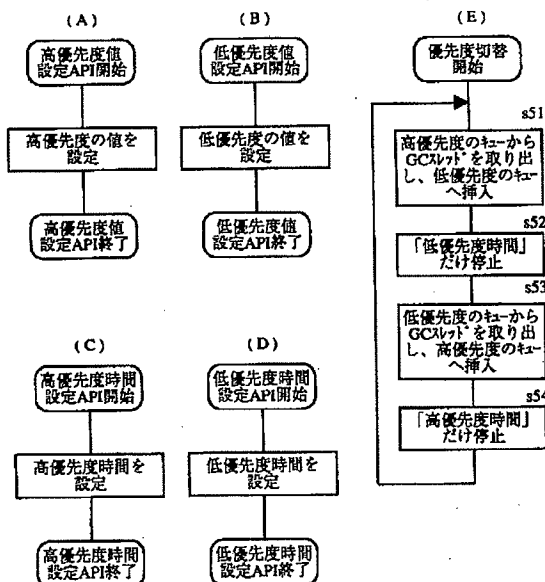 (A)
高優先度値
設定API開始
高優先度の値を
設定
高優先度値
設定API終了
(B)
低優先度値
設定API開始
低優先度の値を
設定
低優先度値
設定API終了
(C)
高優先度時間
設定API開始
高優先度時間を
設定
高優先度時間
設定API終了
(D)
低優先度時間
設定API開始
低優先度時間を
設定
低優先度時間
設定API終了
(E)
優先度切替
開始
s51
高優先度のｷｭｰから
GCｽﾚｯﾄﾞを取り出
し、低優先度のｷｭｰ
へ挿入
s52
「低優先度時間」
だけ停止
s53
低優先度のｷｭｰから
GCｽﾚｯﾄﾞを取り出
し、高優先度のｷｭｰ
へ挿入
s54
「高優先度時間」
だけ停止